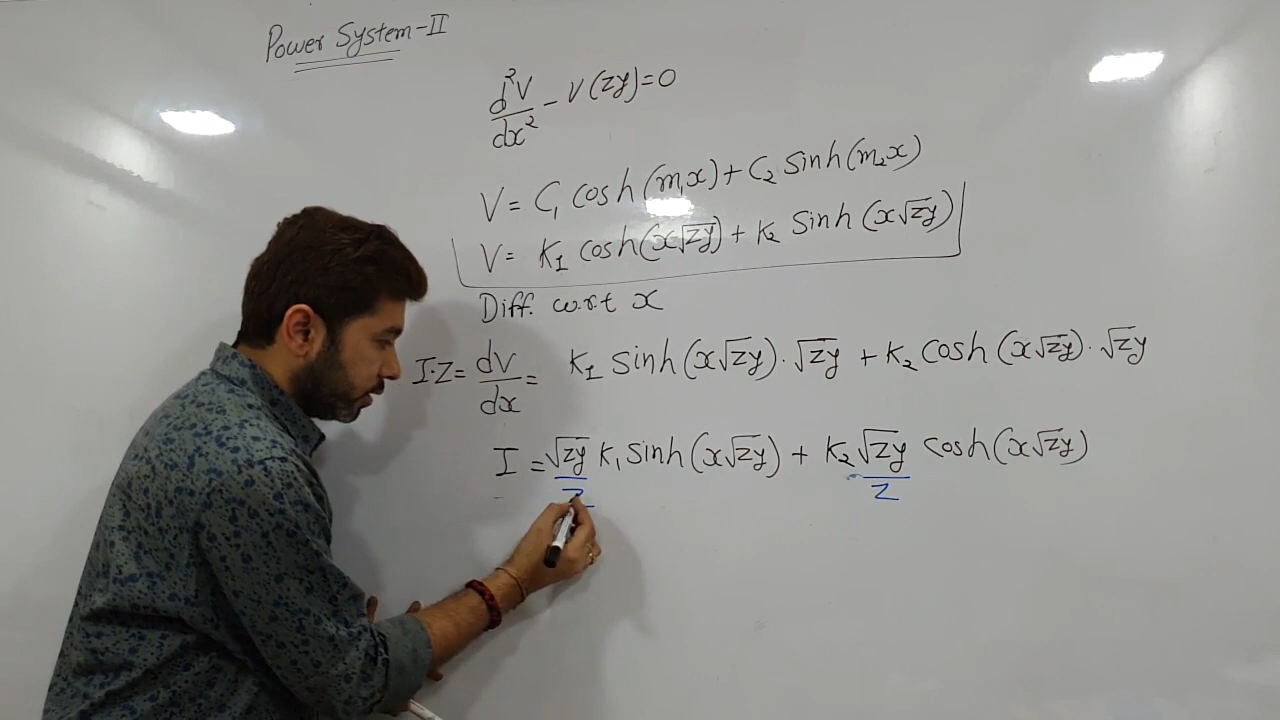 Power System-II
d²V/dx² - V(zy)=0
V= C₁ cosh(m₁x)+C₂ Sinh(m₂x)
V= K₁ cosh(x√zy)+K₂ Sinh(x√zy)
Diff. w.r.t x
I·Z= dV/dx = K₁ Sinh(x√zy)·√zy +K₂ Cosh(x√zy)·√zy
I = √zy/z K₁ Sinh(x√zy) + K₂ √zy/z cosh(x√zy)